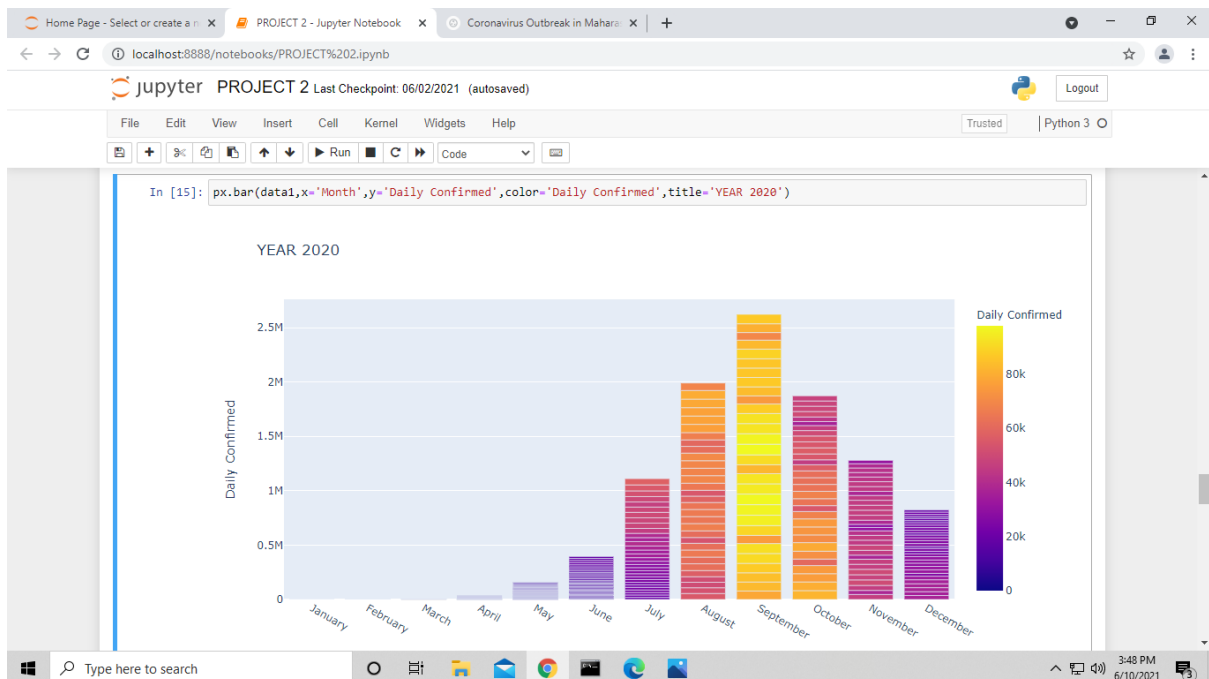 Home Page - Select or create a n
PROJECT 2 - Jupyter Notebook
Coronavirus Outbreak in Mahara
localhost:8888/notebooks/PROJECT%202.ipynb
jupyter PROJECT 2 Last Checkpoint: 06/02/2021 (autosaved)
Logout
File Edit View Insert Cell Kernel Widgets Help
Trusted Python 3
Run Code
In [15]: px.bar(data1,x='Month',y='Daily Confirmed',color='Daily Confirmed',title='YEAR 2020')
YEAR 2020
Daily Confirmed
2.5M
2M
1.5M
1M
0.5M
0
Daily Confirmed
January February March April May June July August September October November December
80k
60k
40k
20k
0
Type here to search
3:48 PM
6/10/2021
3